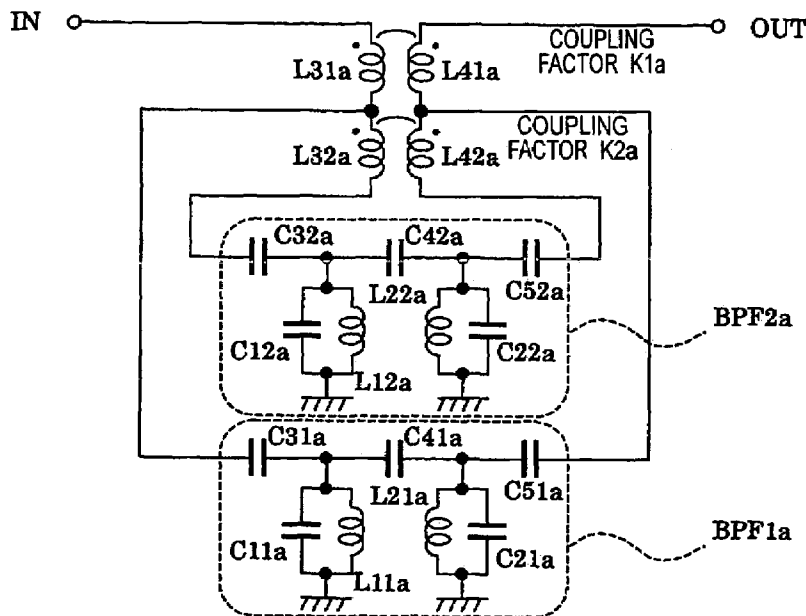 IN
OUT
COUPLING
FACTOR K1a
L31a
L41a
COUPLING
FACTOR K2a
L32a
L42a
C32a
C42a
C52a
L22a
C12a
C22a
L12a
BPF2a
C31a
C41a
C51a
L21a
C11a
C21a
L11a
BPF1a